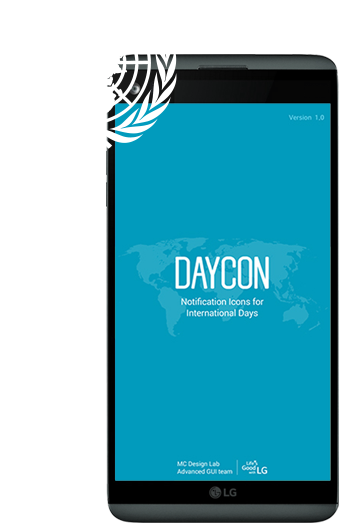 Version 1.0
DAYCON
Notification Icons for
International Days
MC Design Lab
Advanced GUI team
Life's
Good
with LG
LG